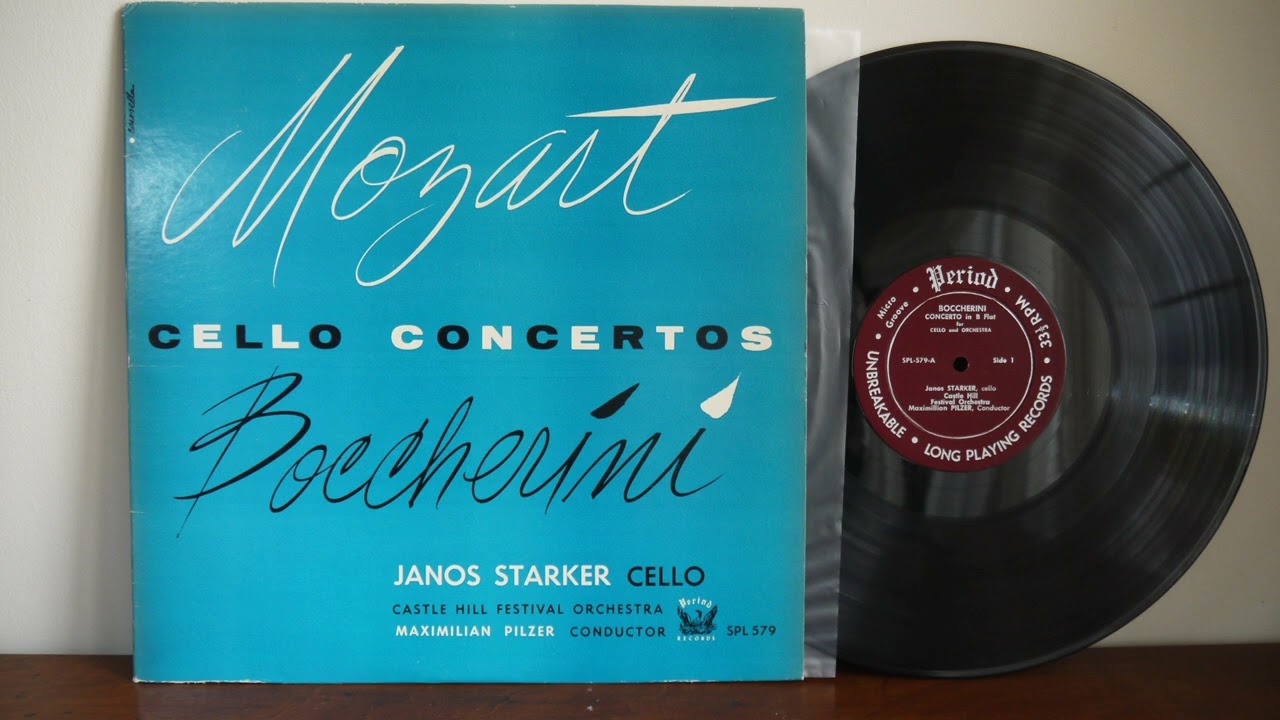 Mozart
CELLO CONCERTOS
Boccherini
JANOS STARKER CELLO
CASTLE HILL FESTIVAL ORCHESTRA
MAXIMILIAN PILZER CONDUCTOR
Period
RECORDS
SPL 579
Period
Micro
Groove
33⅓ RPM
UNBREAKABLE • LONG PLAYING RECORDS
BOCCHERINI
CONCERTO in B Flat
for
CELLO and ORCHESTRA
SPL-579-A Side 1
Janos STARKER, cello
Castle Hill
Festival Orchestra
Maximillian PILZER, Conductor